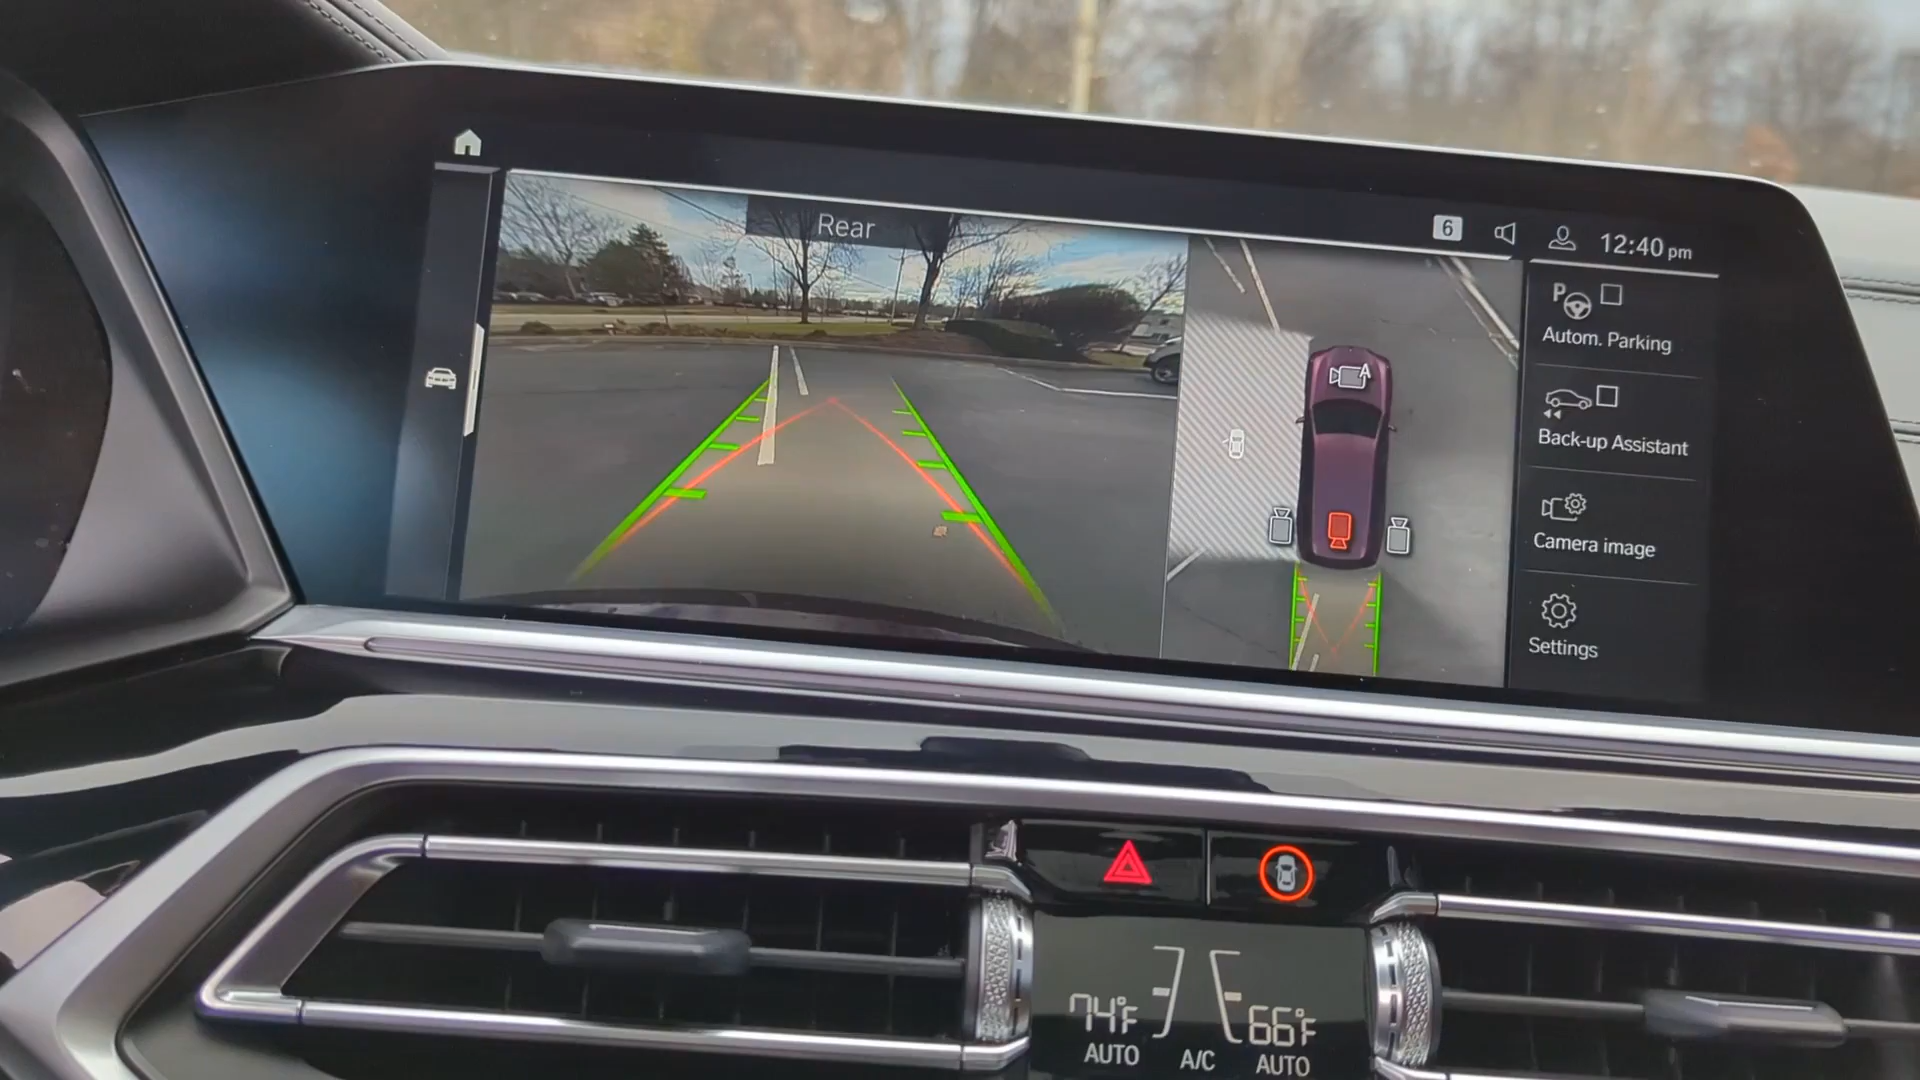 Rear
6
12:40 pm
P
Autom. Parking
A
Back-up Assistant
Camera image
Settings
74°F
66°F
AUTO
A/C
AUTO